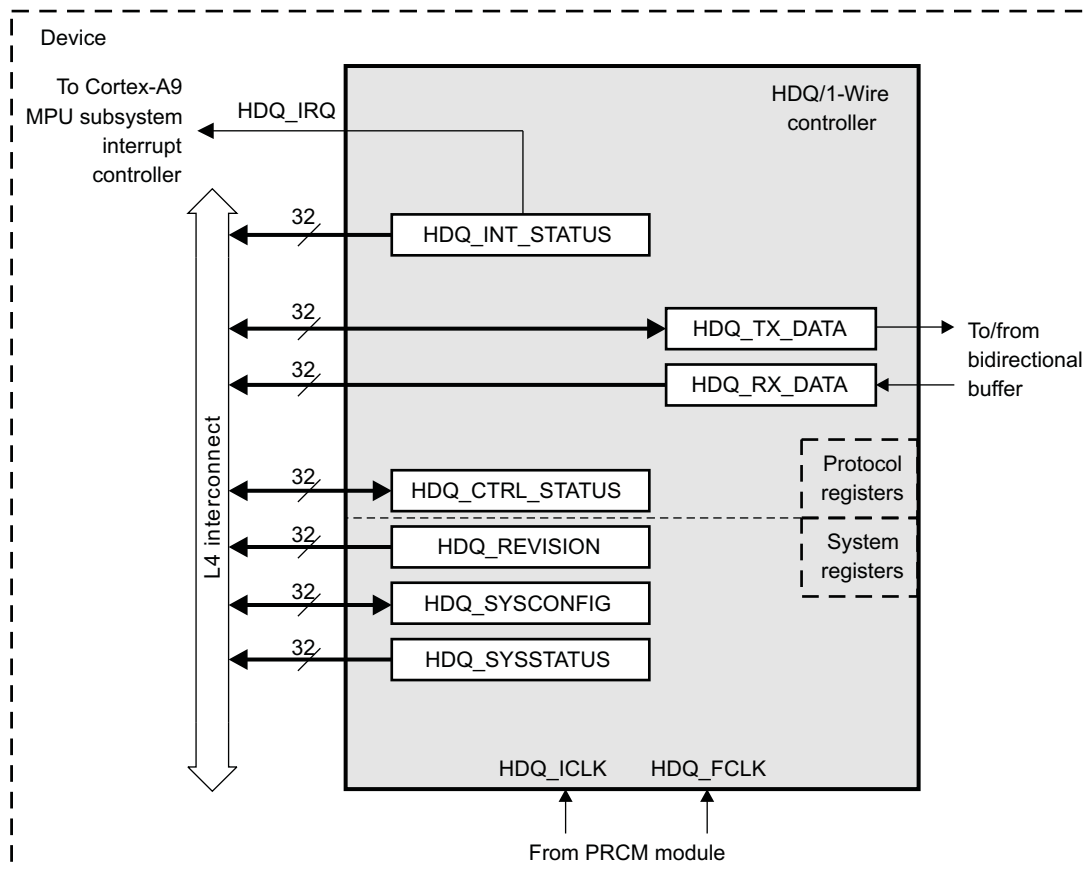 Device
To Cortex-A9
MPU subsystem
interrupt
controller
HDQ_IRQ
HDQ/1-Wire
controller
32
HDQ_INT_STATUS
32
HDQ_TX_DATA
To/from
bidirectional
buffer
32
HDQ_RX_DATA
L4 interconnect
Protocol
registers
32
HDQ_CTRL_STATUS
32
HDQ_REVISION
System
registers
32
HDQ_SYSCONFIG
32
HDQ_SYSSTATUS
HDQ_ICLK
HDQ_FCLK
From PRCM module